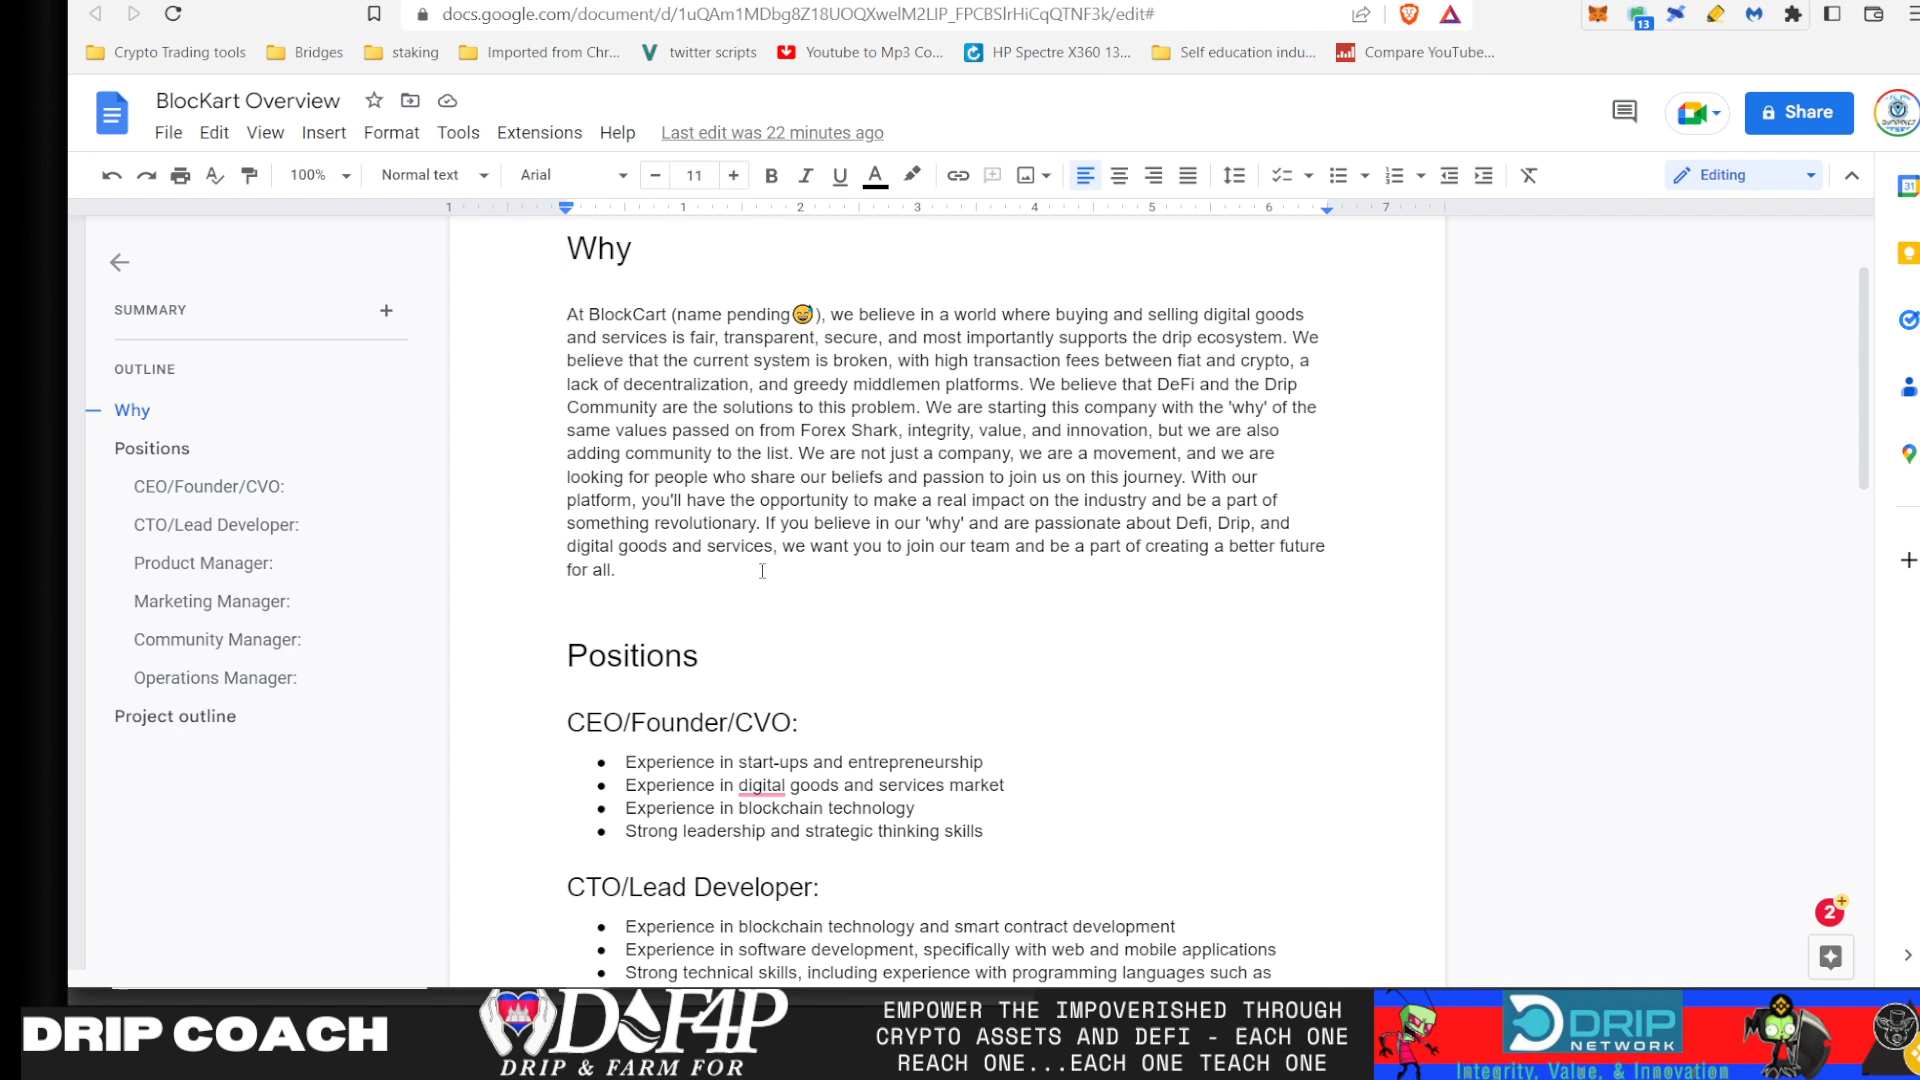 docs.google.com/document/d/1uQAm1MDbg8Z18UOQXwelM2LIP_FPCBSlrHiCqQTNF3k/edit#
13
Crypto Trading tools
Bridges
staking
Imported from Chr...
twitter scripts
Youtube to Mp3 Co...
HP Spectre X360 13...
Self education indu...
Compare YouTube...
BlocKart Overview
Share
File Edit View Insert Format Tools Extensions Help Last edit was 22 minutes ago
100% Normal text Arial 11 Editing
31
1 1 2 3 4 5 6 7
SUMMARY
OUTLINE
Why
Positions
CEO/Founder/CVO:
CTO/Lead Developer:
Product Manager:
Marketing Manager:
Community Manager:
Operations Manager:
Project outline
Why
At BlockCart (name pending😅), we believe in a world where buying and selling digital goods
and services is fair, transparent, secure, and most importantly supports the drip ecosystem. We
believe that the current system is broken, with high transaction fees between fiat and crypto, a
lack of decentralization, and greedy middlemen platforms. We believe that DeFi and the Drip
Community are the solutions to this problem. We are starting this company with the 'why' of the
same values passed on from Forex Shark, integrity, value, and innovation, but we are also
adding community to the list. We are not just a company, we are a movement, and we are
looking for people who share our beliefs and passion to join us on this journey. With our
platform, you'll have the opportunity to make a real impact on the industry and be a part of
something revolutionary. If you believe in our 'why' and are passionate about Defi, Drip, and
digital goods and services, we want you to join our team and be a part of creating a better future
for all.
Positions
CEO/Founder/CVO:
● Experience in start-ups and entrepreneurship
● Experience in digital goods and services market
● Experience in blockchain technology
● Strong leadership and strategic thinking skills
CTO/Lead Developer:
● Experience in blockchain technology and smart contract development
● Experience in software development, specifically with web and mobile applications
● Strong technical skills, including experience with programming languages such as
2
DRIP COACH
DAF4P
DRIP & FARM FOR
EMPOWER THE IMPOVERISHED THROUGH
CRYPTO ASSETS AND DEFI - EACH ONE
REACH ONE...EACH ONE TEACH ONE
DRIP
NETWORK
Integrity, Value, & Innovation